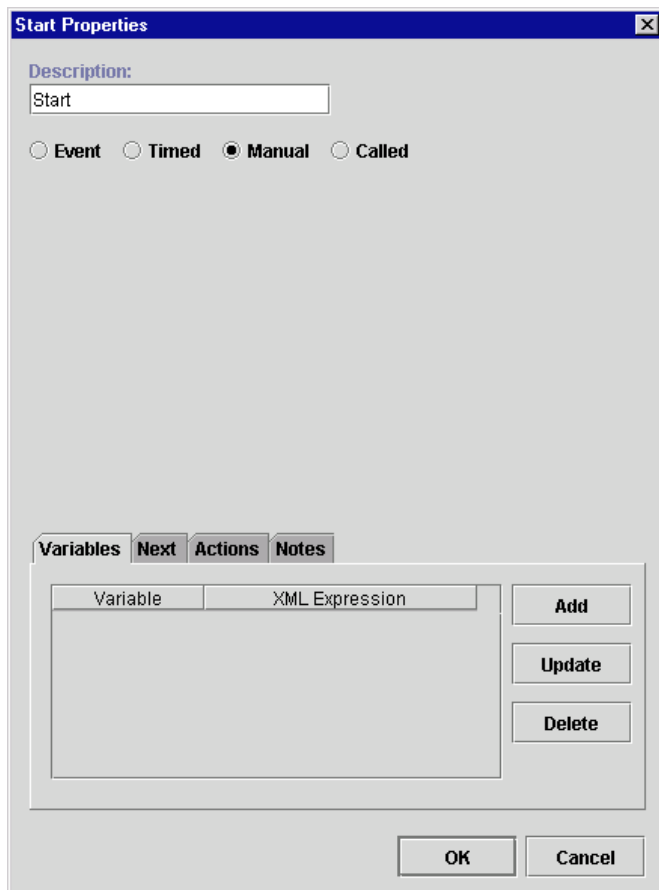 Start Properties
Description:
Start
Event Timed Manual Called
Variables Next Actions Notes
Variable XML Expression
Add
Update
Delete
OK Cancel